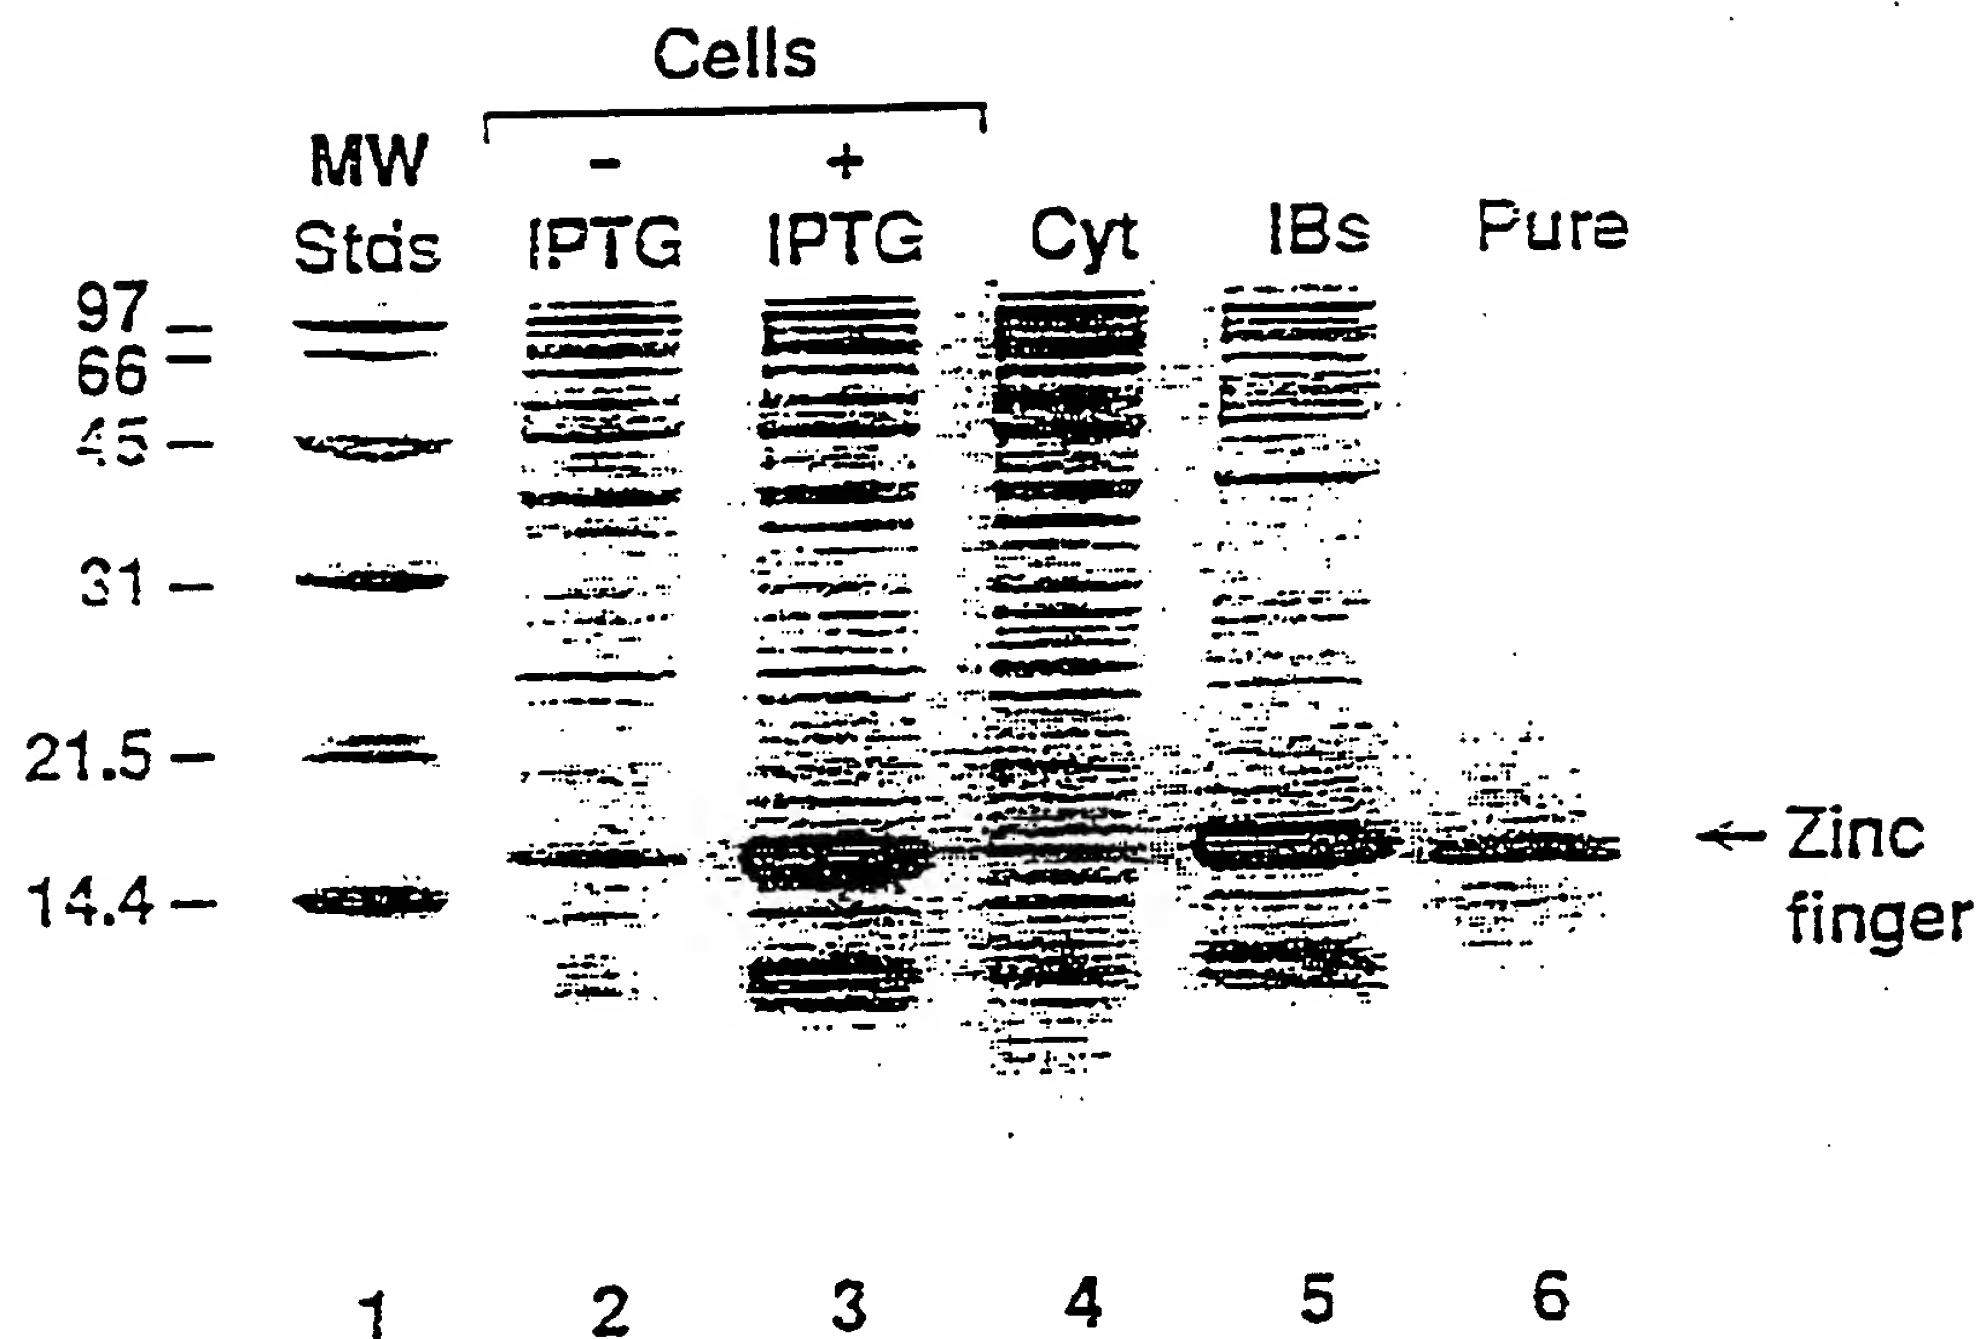 Cells
MW - +
Stds IPTG IPTG Cyt IBs Pure
97
66
45
31
21.5
← Zinc
14.4
finger
1 2 3 4 5 6